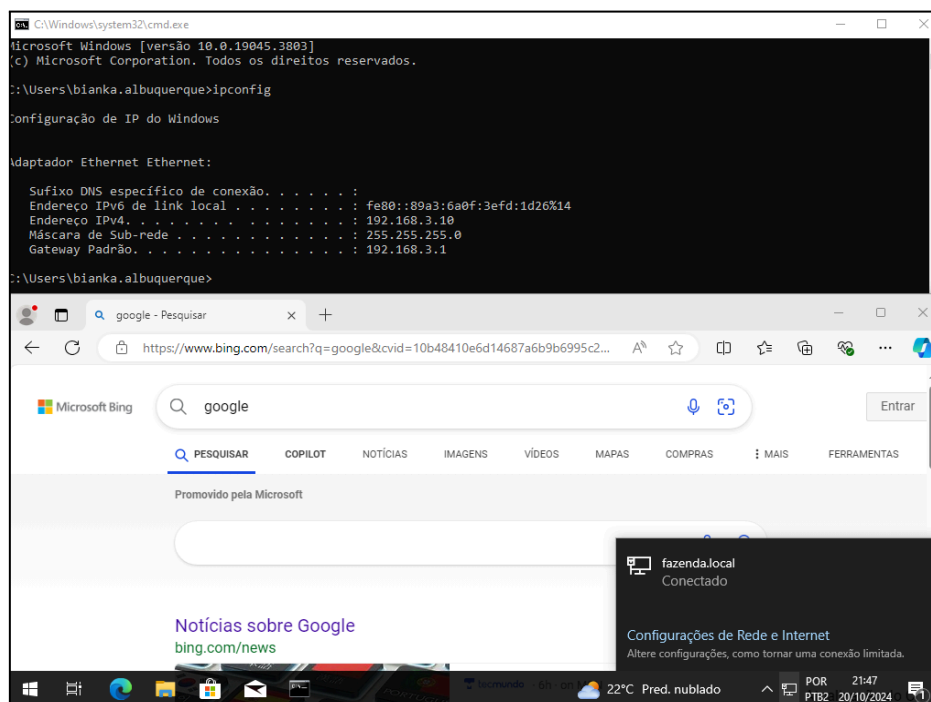 C:\Windows\system32\cmd.exe
Microsoft Windows [versão 10.0.19045.3803]
(c) Microsoft Corporation. Todos os direitos reservados.
C:\Users\bianka.albuquerque>ipconfig
Configuração de IP do Windows
Adaptador Ethernet Ethernet:
Sufixo DNS específico de conexão. . . . . . :
Endereço IPv6 de link local . . . . . . . . : fe80::89a3:6a0f:3efd:1d26%14
Endereço IPv4. . . . . . . . . . . . . . . : 192.168.3.10
Máscara de Sub-rede . . . . . . . . . . . . : 255.255.255.0
Gateway Padrão. . . . . . . . . . . . . . . : 192.168.3.1
C:\Users\bianka.albuquerque>
google - Pesquisar
https://www.bing.com/search?q=google&cvid=10b48410e6d14687a6b9b6995c2...
Microsoft Bing
google
Entrar
PESQUISAR COPILOT NOTÍCIAS IMAGENS VÍDEOS MAPAS COMPRAS MAIS FERRAMENTAS
Promovido pela Microsoft
fazenda.local
Conectado
Notícias sobre Google
bing.com/news
Configurações de Rede e Internet
Altere configurações, como tornar uma conexão limitada.
tecmundo - 6h - on
22°C Pred. nublado
POR 21:47
PTB2 20/10/2024
1